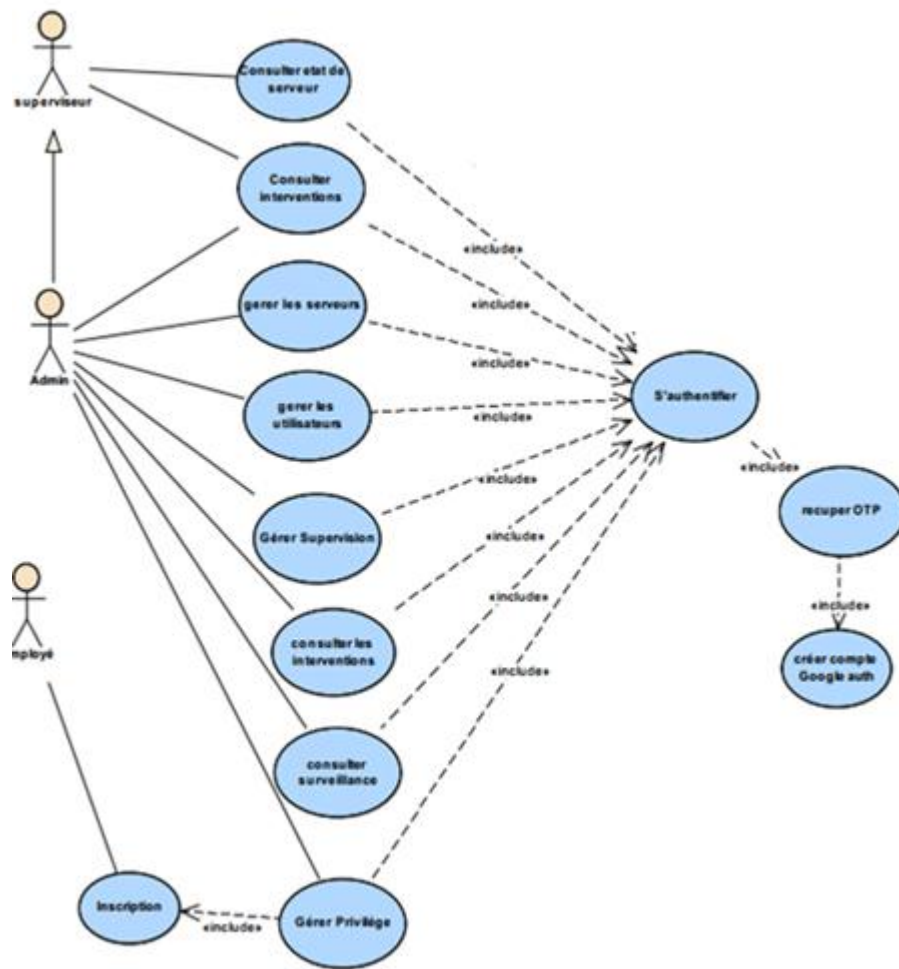 superviseur
Consulter etat de
serveur
Consulter
interventions
«include»
«include»
gerer les serveurs
Admin
«include»
S'authentifier
gerer les
utilisateurs
«include»
«include»
«include»
recuper OTP
Gérer Supervision
«include»
mployé
«include»
«include»
consulter les
interventions
créer compte
Google auth
«include»
consulter
surveillance
Inscription
Gérer Privilége
«include»